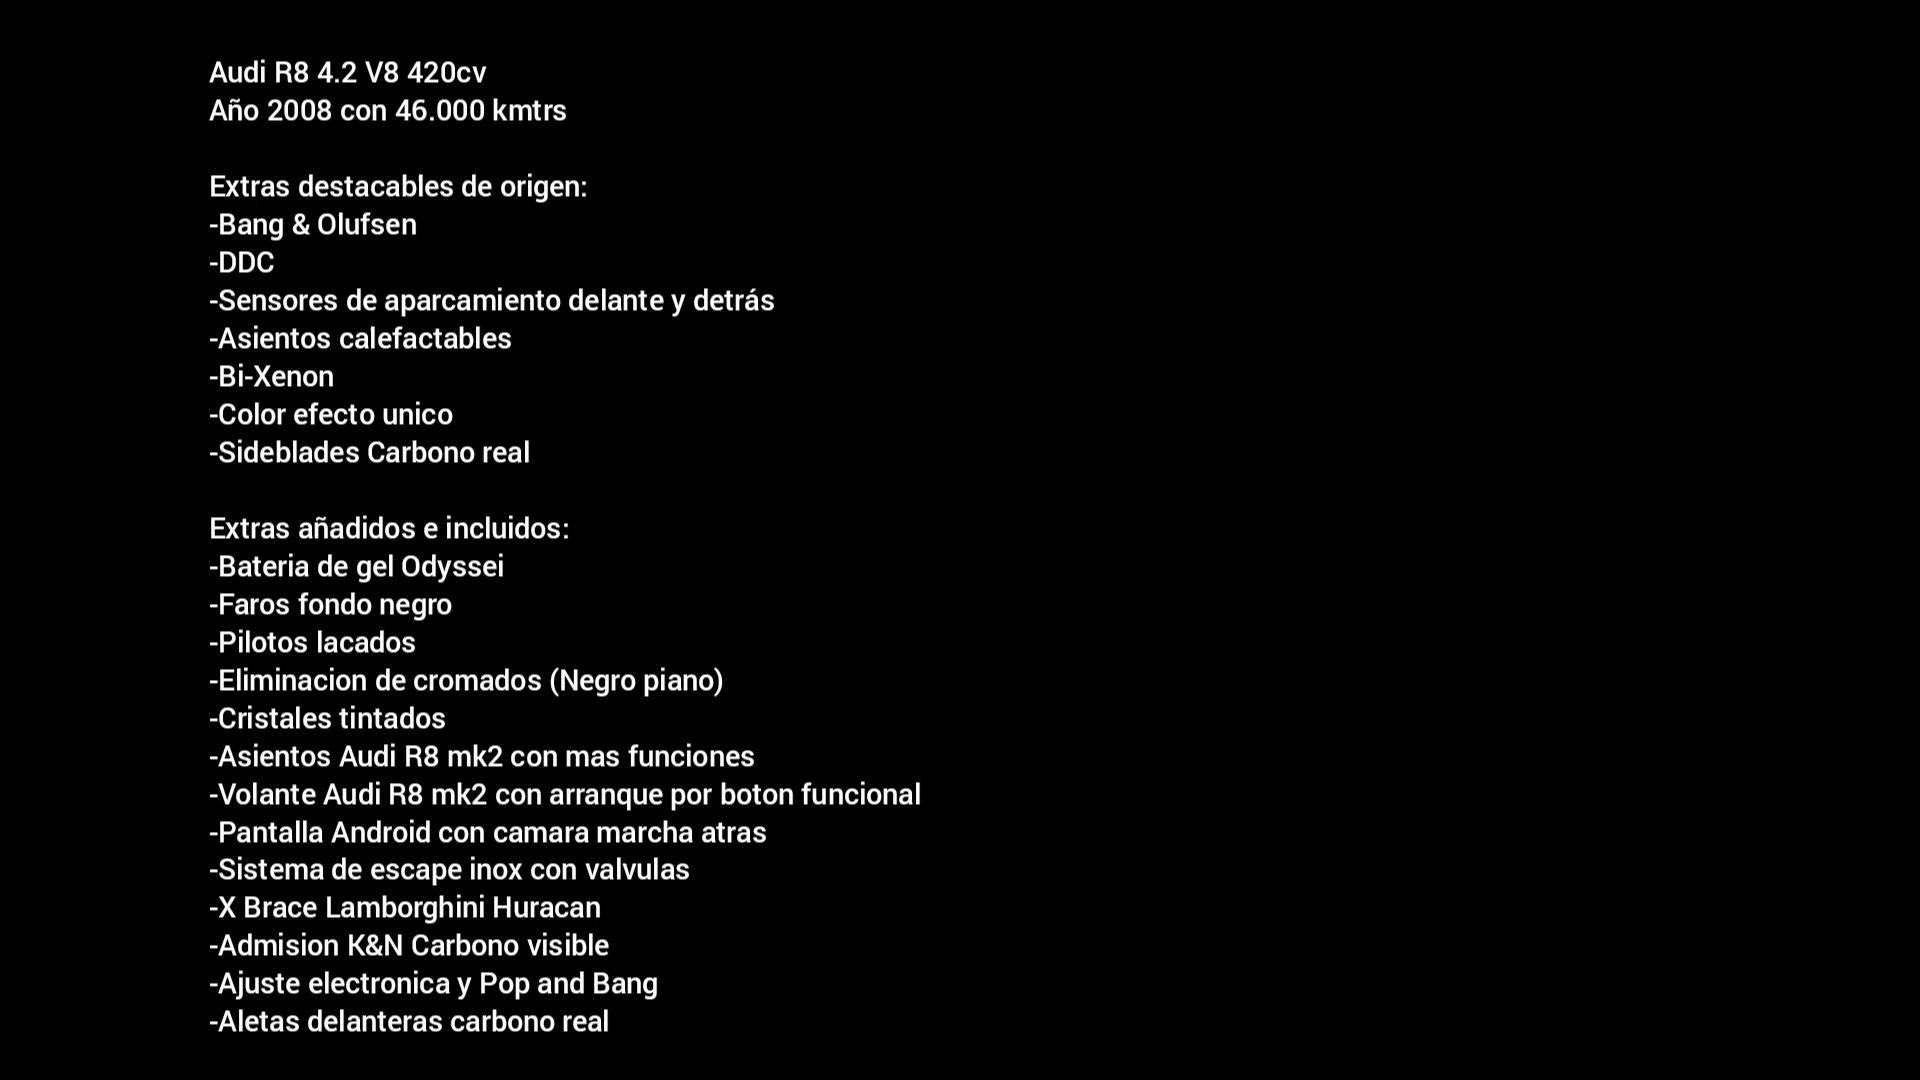 Audi R8 4.2 V8 420cv
Año 2008 con 46.000 kmtrs
Extras destacables de origen:
-Bang & Olufsen
-DDC
-Sensores de aparcamiento delante y detrás
-Asientos calefactables
-Bi-Xenon
-Color efecto unico
-Sideblades Carbono real
Extras añadidos e incluidos:
-Bateria de gel Odyssei
-Faros fondo negro
-Pilotos lacados
-Eliminacion de cromados (Negro piano)
-Cristales tintados
-Asientos Audi R8 mk2 con mas funciones
-Volante Audi R8 mk2 con arranque por boton funcional
-Pantalla Android con camara marcha atras
-Sistema de escape inox con valvulas
-X Brace Lamborghini Huracan
-Admision K&N Carbono visible
-Ajuste electronica y Pop and Bang
-Aletas delanteras carbono real